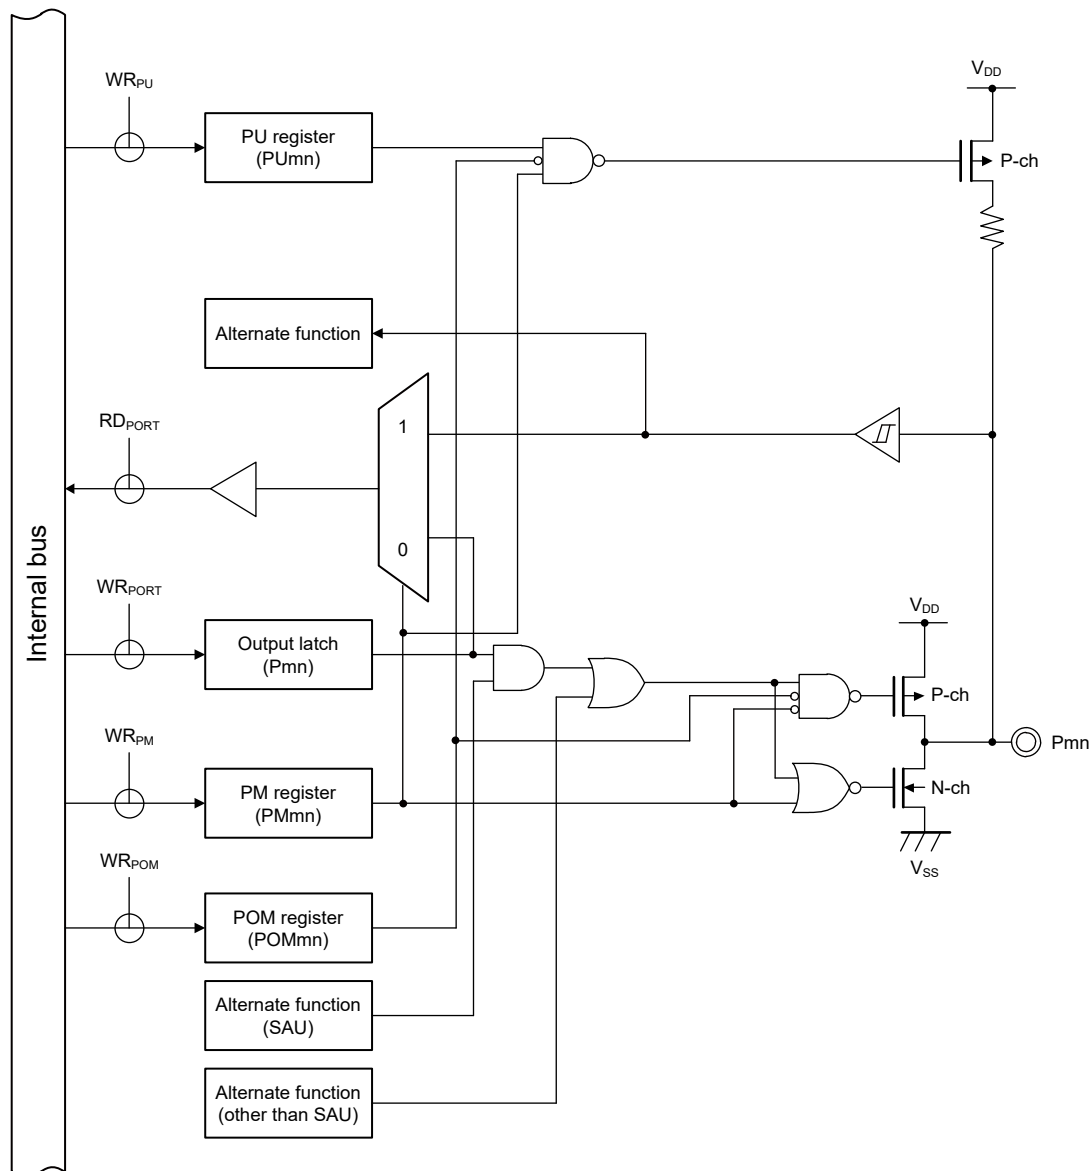 WRPU
PU register
(PUmn)
VDD
P-ch
Alternate function
1
RDPORT
0
Internal bus
WRPORT
Output latch
(Pmn)
VDD
P-ch
Pmn
WRPM
PM register
(PMmn)
N-ch
VSS
WRPOM
POM register
(POMmn)
Alternate function
(SAU)
Alternate function
(other than SAU)